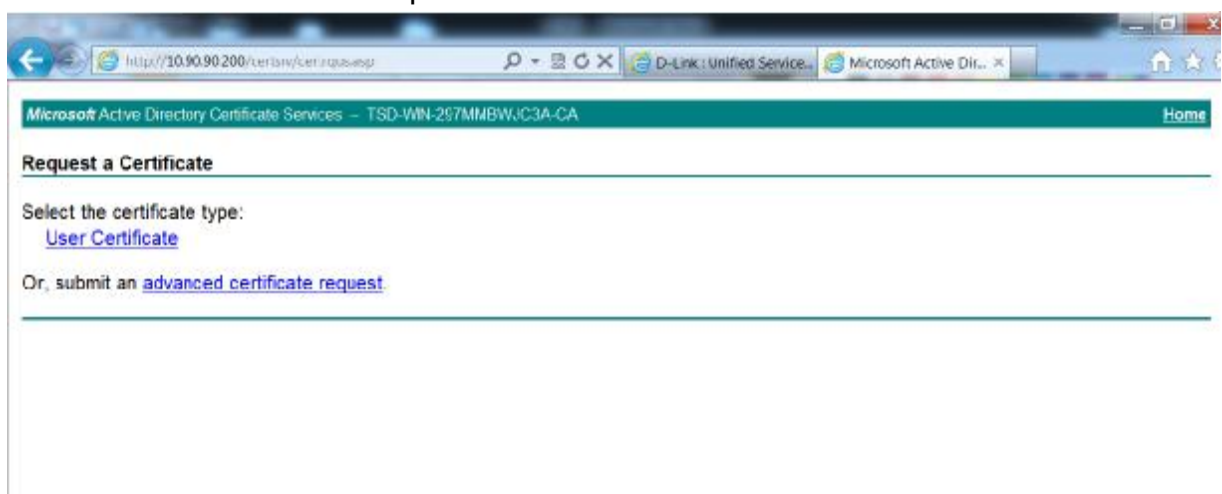 http://10.90.90.200/certsrv/certrqus.asp
D-Link : Unified Service...
Microsoft Active Dir...
Microsoft Active Directory Certificate Services – TSD-WIN-297MMBWJC3A-CA
Home
Request a Certificate
Select the certificate type:
User Certificate
Or, submit an advanced certificate request.